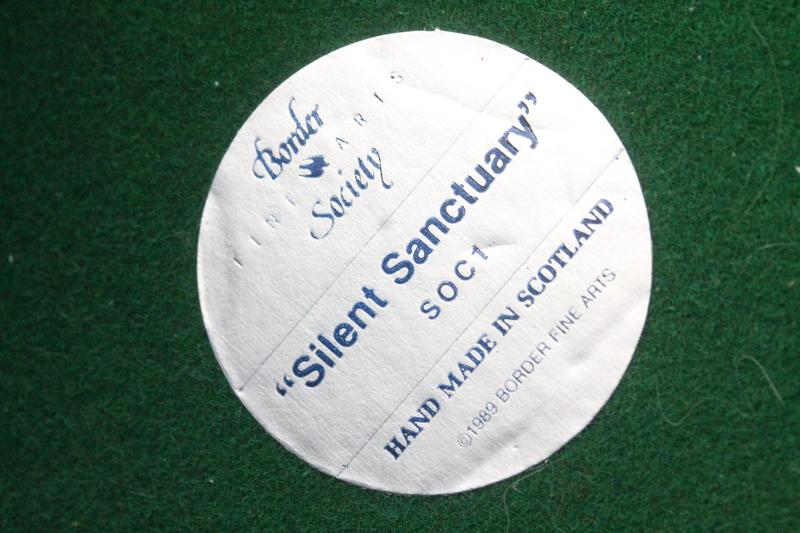 Border
FINE ARTS
Society
“Silent Sanctuary”
SOC1
HAND MADE IN SCOTLAND
©1989 BORDER FINE ARTS